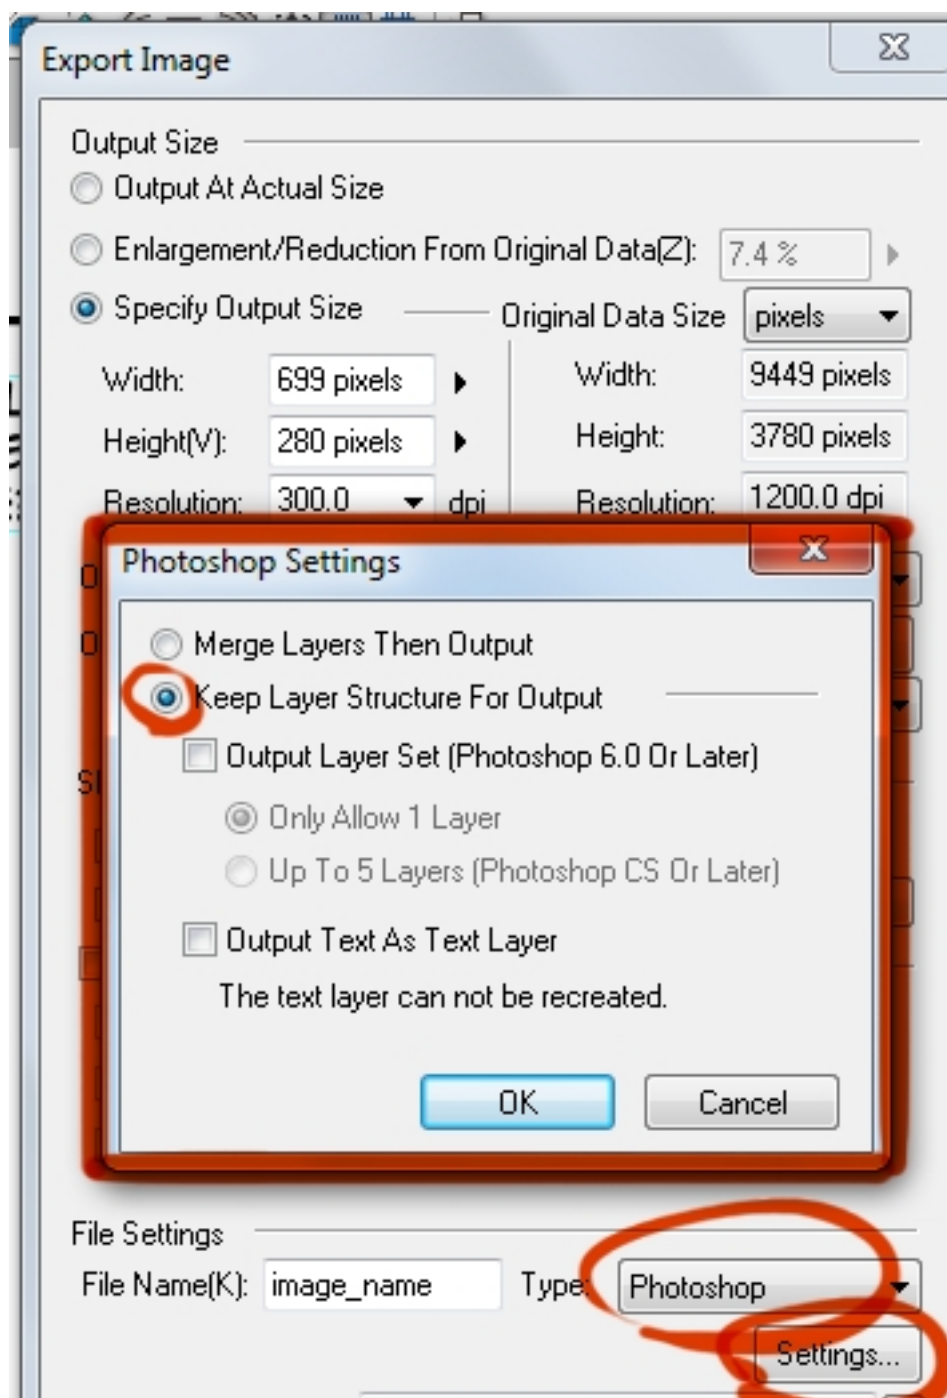 Export Image
Output Size
Output At Actual Size
Enlargement/Reduction From Original Data(Z): 7.4 %
Specify Output Size Original Data Size pixels
Width: 699 pixels Width: 9449 pixels
Height(V): 280 pixels Height: 3780 pixels
Resolution: 300.0 dpi Resolution: 1200.0 dpi
Photoshop Settings
Merge Layers Then Output
Keep Layer Structure For Output
Output Layer Set (Photoshop 6.0 Or Later)
Only Allow 1 Layer
Up To 5 Layers (Photoshop CS Or Later)
Output Text As Text Layer
The text layer can not be recreated.
OK Cancel
File Settings
File Name(K): image_name Type: Photoshop
Settings...